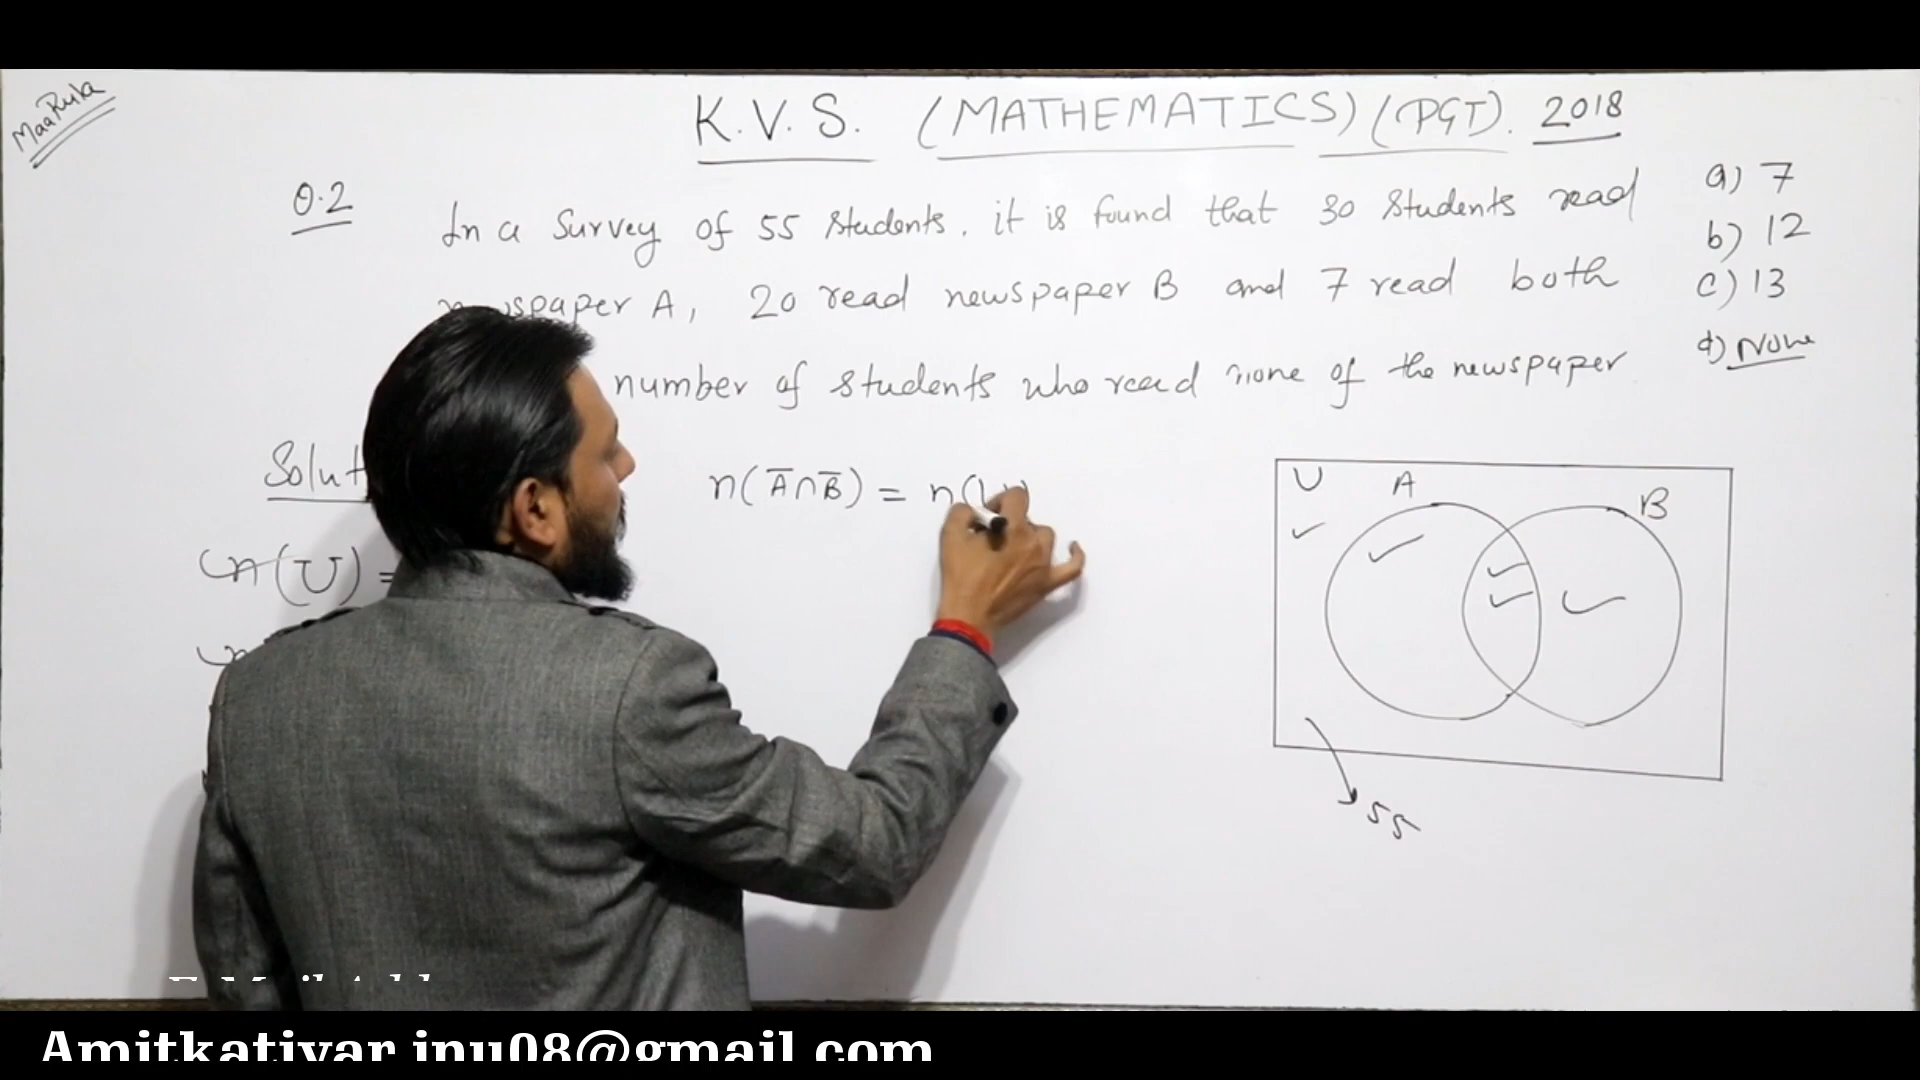 MaaRula
K.V.S. (MATHEMATICS) (PGT). 2018
Q.2
In a Survey of 55 students, it is found that 30 students read
newspaper A, 20 read newspaper B and 7 read both
number of students who read none of the newspaper
a) 7
b) 12
c) 13
d) None
Solut
n(U) =
n(A̅∩B̅) = n(
U A B
55
Amitkatiyar.jnu08@gmail.com